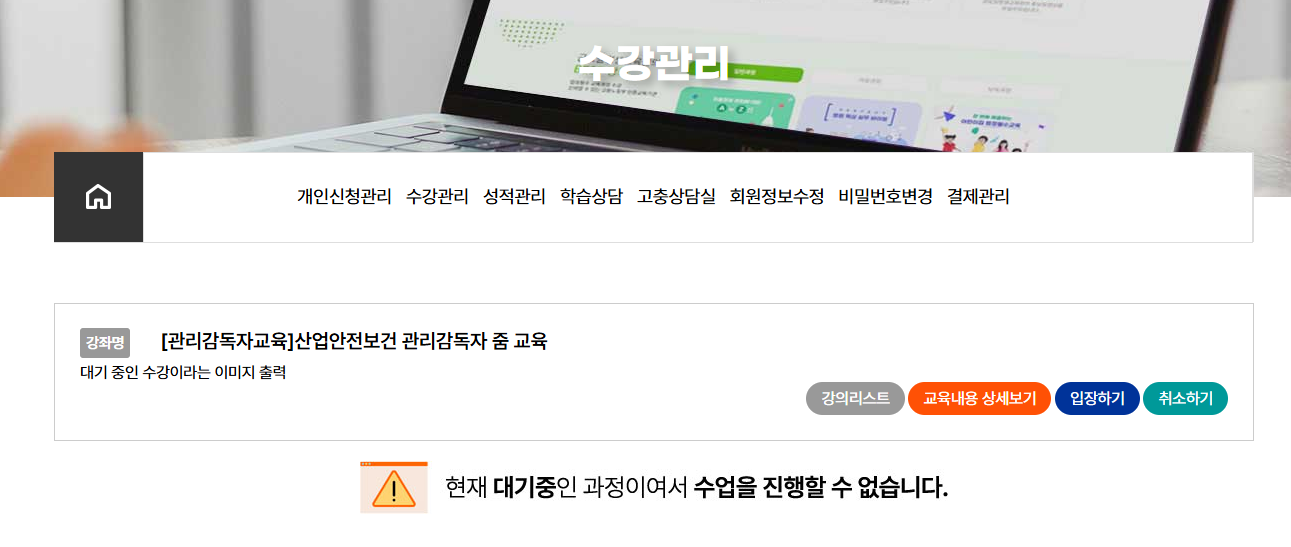 수강관리
개인신청관리 수강관리 성적관리 학습상담 고충상담실 회원정보수정 비밀번호변경 결제관리
강좌명 [관리감독자교육]산업안전보건 관리감독자 줌 교육
대기 중인 수강이라는 이미지 출력
강의리스트 교육내용 상세보기 입장하기 취소하기
현재 대기중인 과정이여서 수업을 진행할 수 없습니다.